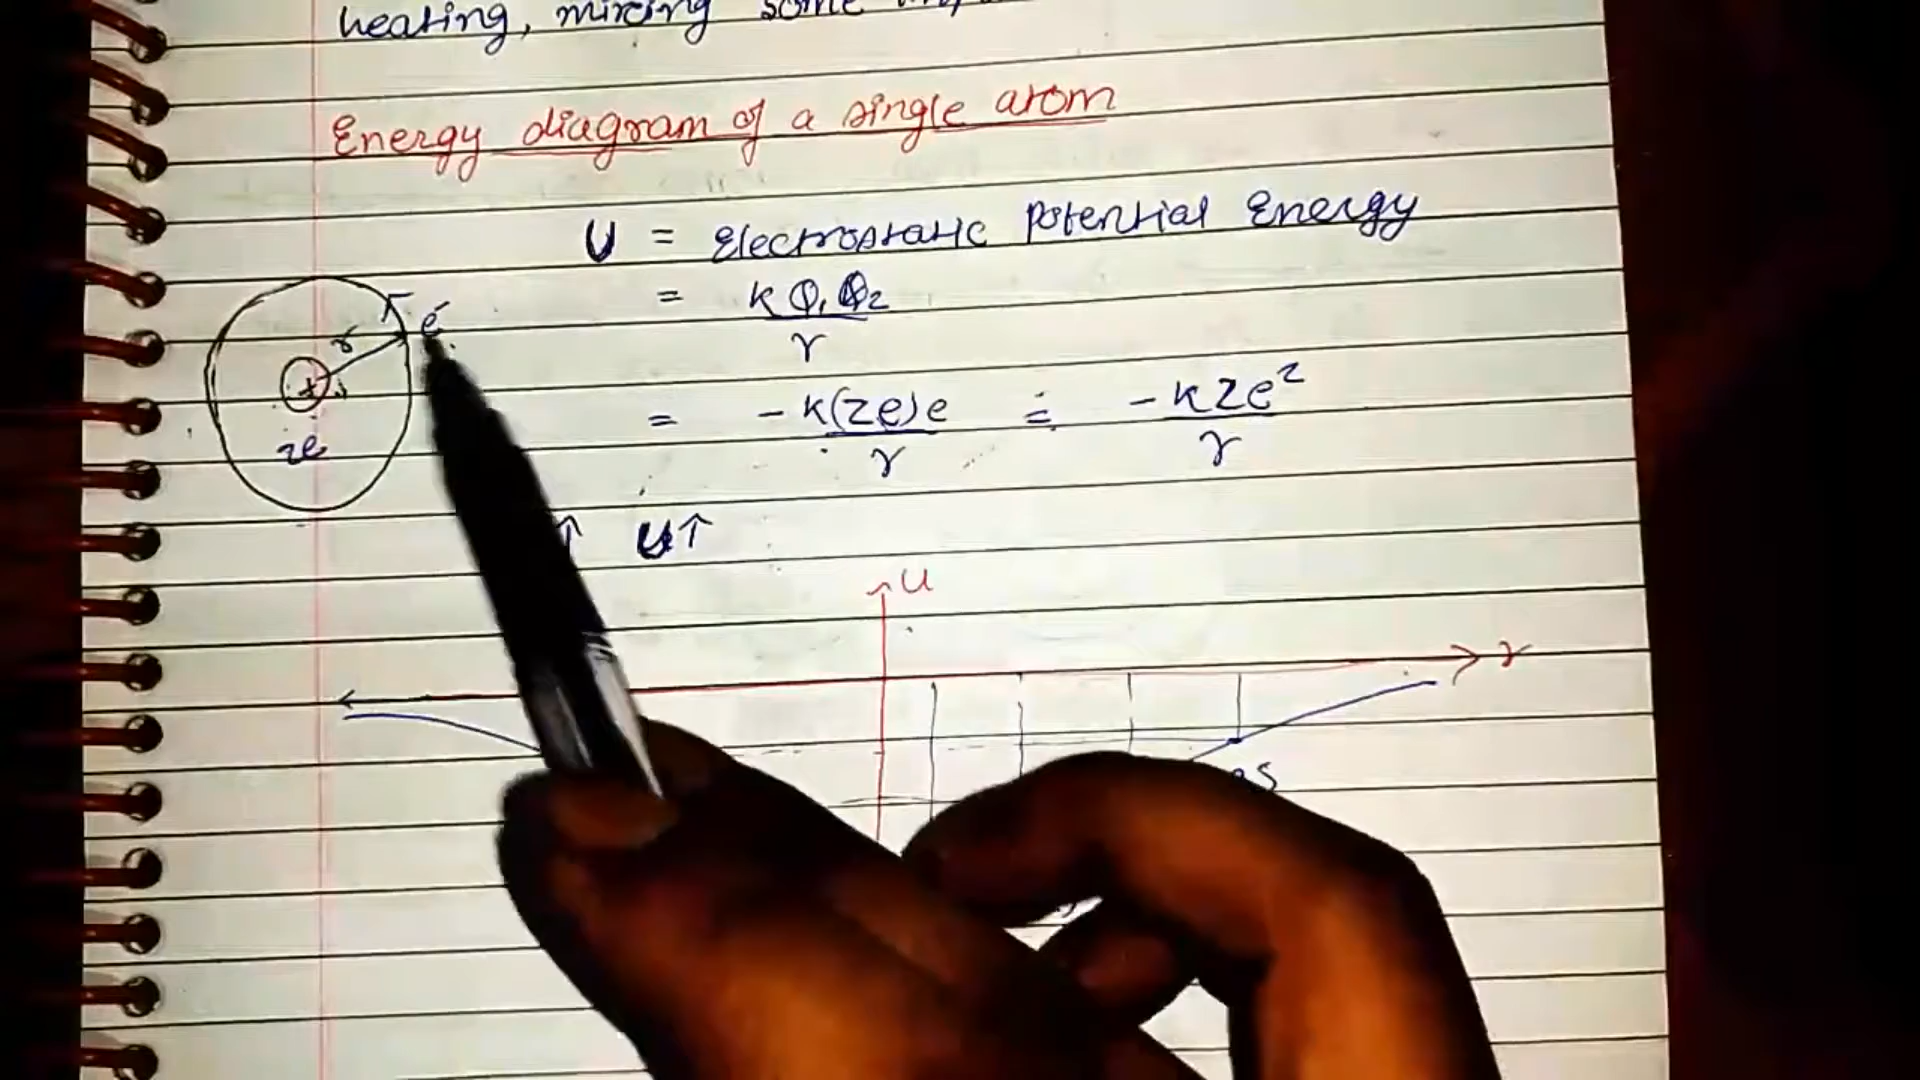 heating, mixing some
Energy diagram of a single atom
U = Electrostatic Potential Energy
= kQ1Q2
r
= -k(ze)e = -kze²
r r
r e-
+
ze
↑ U↑
U
r